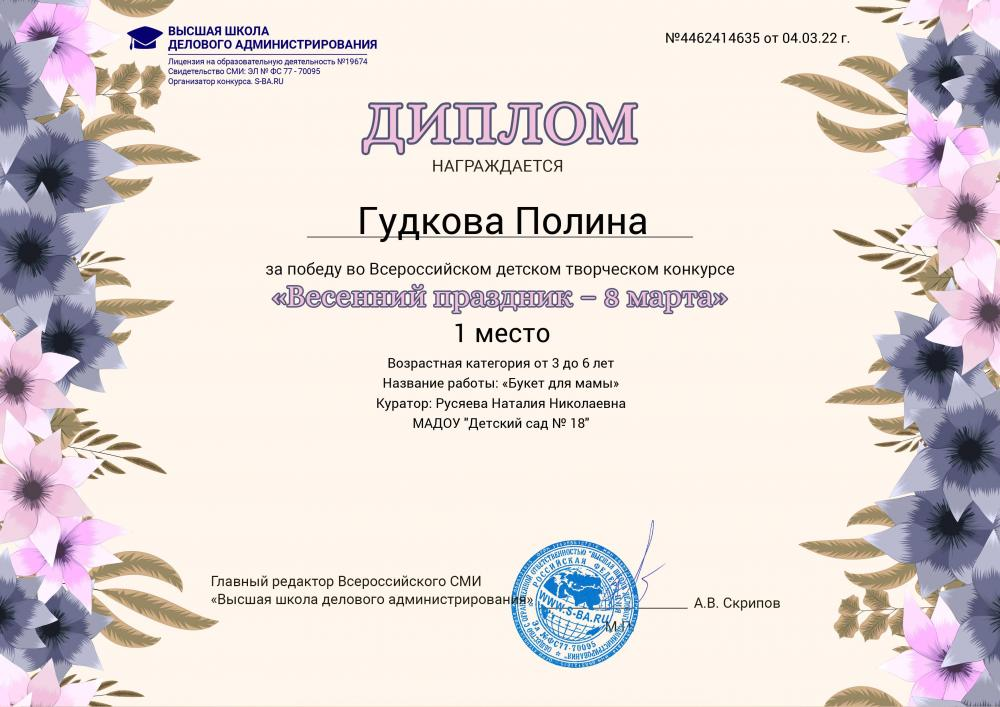 ВЫСШАЯ ШКОЛА
ДЕЛОВОГО АДМИНИСТРИРОВАНИЯ
Лицензия на образовательную деятельность №19674
Свидетельство СМИ: ЭЛ № ФС 77 - 70095
Организатор конкурса. S-BA.RU
№4462414635 от 04.03.22 г.
ДИПЛОМ
НАГРАЖДАЕТСЯ
Гудкова Полина
за победу во Всероссийском детском творческом конкурсе
«Весенний праздник – 8 марта»
1 место
Возрастная категория от 3 до 6 лет
Название работы: «Букет для мамы»
Куратор: Русяева Наталия Николаевна
МАДОУ "Детский сад № 18"
Главный редактор Всероссийского СМИ
«Высшая школа делового администрирования»
РОССИЙСКАЯ ФЕДЕРАЦИЯ
WWW.S-BA.RU
М.П.
А.В. Скрипов